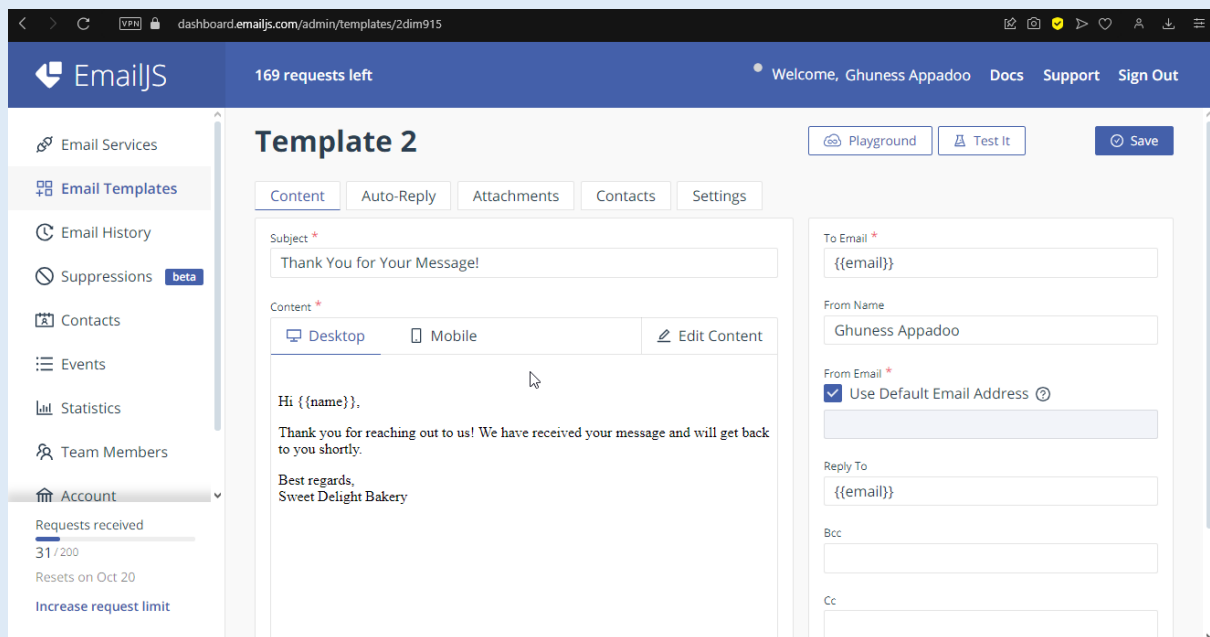 VPN
dashboard.emailjs.com/admin/templates/2dim915
EmailJS
169 requests left
Welcome, Ghuness Appadoo
Docs
Support
Sign Out
Email Services
Email Templates
Email History
Suppressions beta
Contacts
Events
Statistics
Team Members
Account
Requests received
31/200
Resets on Oct 20
Increase request limit
Template 2
Playground
Test It
Save
Content
Auto-Reply
Attachments
Contacts
Settings
Subject *
Thank You for Your Message!
Content *
Desktop
Mobile
Edit Content
Hi {{name}},
Thank you for reaching out to us! We have received your message and will get back
to you shortly.
Best regards,
Sweet Delight Bakery
To Email *
{{email}}
From Name
Ghuness Appadoo
From Email *
Use Default Email Address ?
Reply To
{{email}}
Bcc
Cc